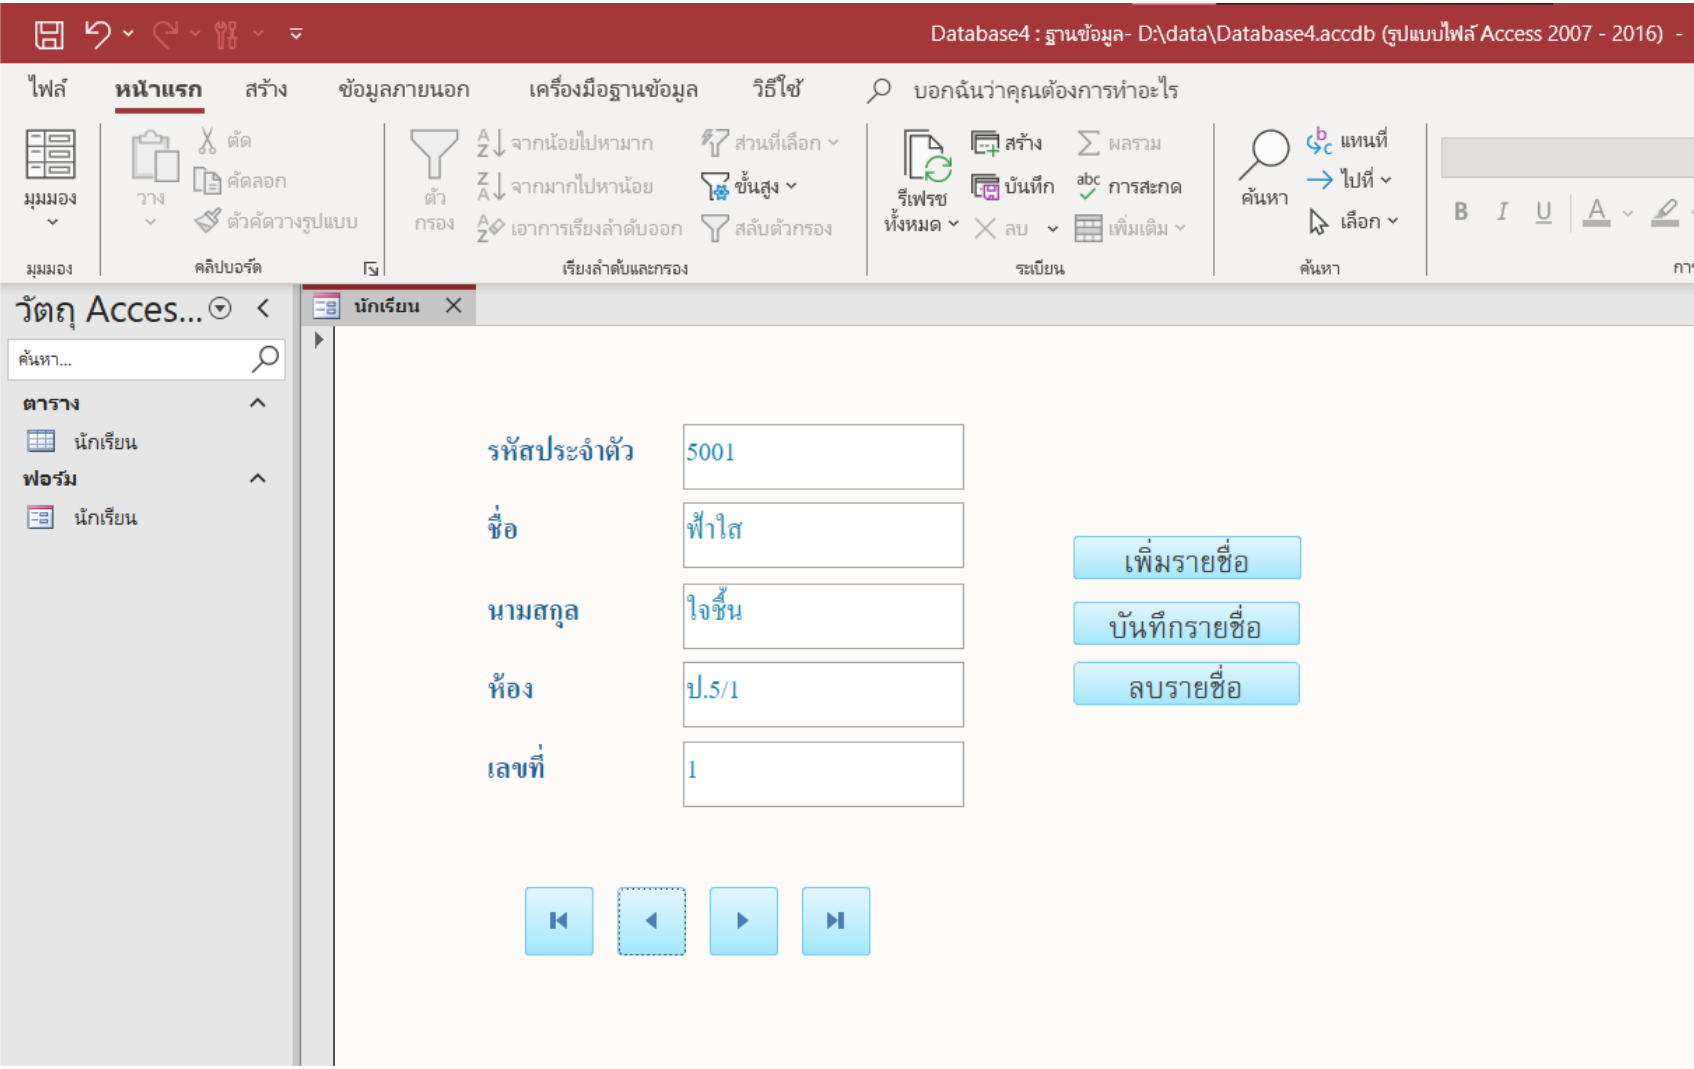 Database4 : ฐานข้อมูล- D:\data\Database4.accdb (รูปแบบไฟล์ Access 2007 - 2016) -
ไฟล์ หน้าแรก สร้าง ข้อมูลภายนอก เครื่องมือฐานข้อมูล วิธีใช้ บอกฉันว่าคุณต้องการทำอะไร
มุมมอง
วาง
ตัด
คัดลอก
ตัวคัดวางรูปแบบ
ตัว
กรอง
จากน้อยไปหามาก
จากมากไปหาน้อย
เอาการเรียงลำดับออก
ส่วนที่เลือก
ขั้นสูง
สลับตัวกรอง
รีเฟรช
ทั้งหมด
สร้าง
บันทึก
ลบ
ผลรวม
การสะกด
เพิ่มเติม
ค้นหา
แทนที่
ไปที่
เลือก
B I U A
มุมมอง คลิปบอร์ด เรียงลำดับและกรอง ระเบียน ค้นหา การ
วัตถุ Acces...
ค้นหา...
ตาราง
นักเรียน
ฟอร์ม
นักเรียน
นักเรียน
รหัสประจำตัว 5001
ชื่อ ฟ้าใส
นามสกุล ใจชื้น
ห้อง ป.5/1
เลขที่ 1
เพิ่มรายชื่อ
บันทึกรายชื่อ
ลบรายชื่อ